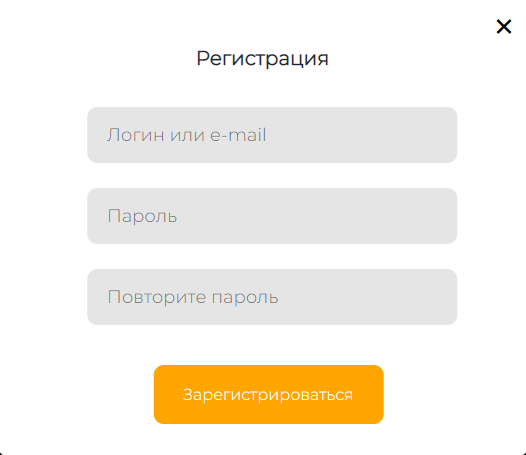 Регистрация
Логин или e-mail
Пароль
Повторите пароль
Зарегистрироваться